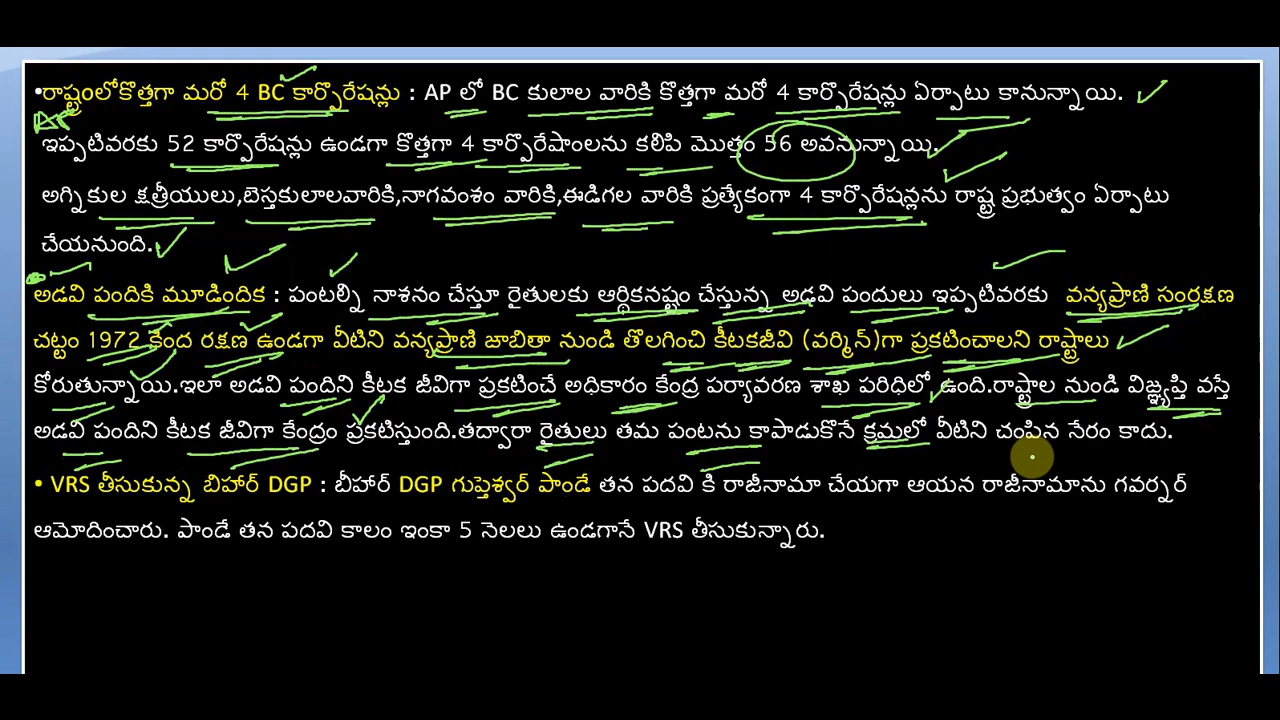 •రాష్ట్రంలోకొత్తగా మరో 4 BC కార్పొరేషన్లు : AP లో BC కులాల వారికి కొత్తగా మరో 4 కార్పొరేషన్లు ఏర్పాటు కానున్నాయి.
ఇప్పటివరకు 52 కార్పొరేషన్లు ఉండగా కొత్తగా 4 కార్పొరేషాంలను కలిపి మొత్తం 56 అవనున్నాయి.
అగ్నికుల క్షత్రీయులు,బెస్తకులాలవారికి,నాగవంశం వారికి,ఈడిగల వారికి ప్రత్యేకంగా 4 కార్పొరేషన్లను రాష్ట్ర ప్రభుత్వం ఏర్పాటు
చేయనుంది.
అడవి పందికి మూడిందిక : పంటల్ని నాశనం చేస్తూ రైతులకు ఆర్థికనష్టం చేస్తున్న అడవి పందులు ఇప్పటివరకు వన్యప్రాణి సంరక్షణ
చట్టం 1972 కేంద రక్షణ ఉండగా వీటిని వన్యప్రాణి జాబితా నుండి తొలగించి కీటకజీవి (వర్మిన్)గా ప్రకటించాలని రాష్ట్రాలు
కోరుతున్నాయి.ఇలా అడవి పందిని కీటక జీవిగా ప్రకటించే అధికారం కేంద్ర పర్యావరణ శాఖ పరిధిలో ఉంది.రాష్ట్రాల నుండి విజ్ఞ్యప్తి వస్తే
అడవి పందిని కీటక జీవిగా కేంద్రం ప్రకటిస్తుంది.తద్వారా రైతులు తమ పంటను కాపాడుకొనే క్రమలో వీటిని చంపిన నేరం కాదు.
• VRS తీసుకున్న బిహార్ DGP : బీహార్ DGP గుప్తేశ్వర్ పాండే తన పదవి కి రాజీనామా చేయగా ఆయన రాజీనామాను గవర్నర్
ఆమోదించారు. పాండే తన పదవి కాలం ఇంకా 5 నెలలు ఉండగానే VRS తీసుకున్నారు.